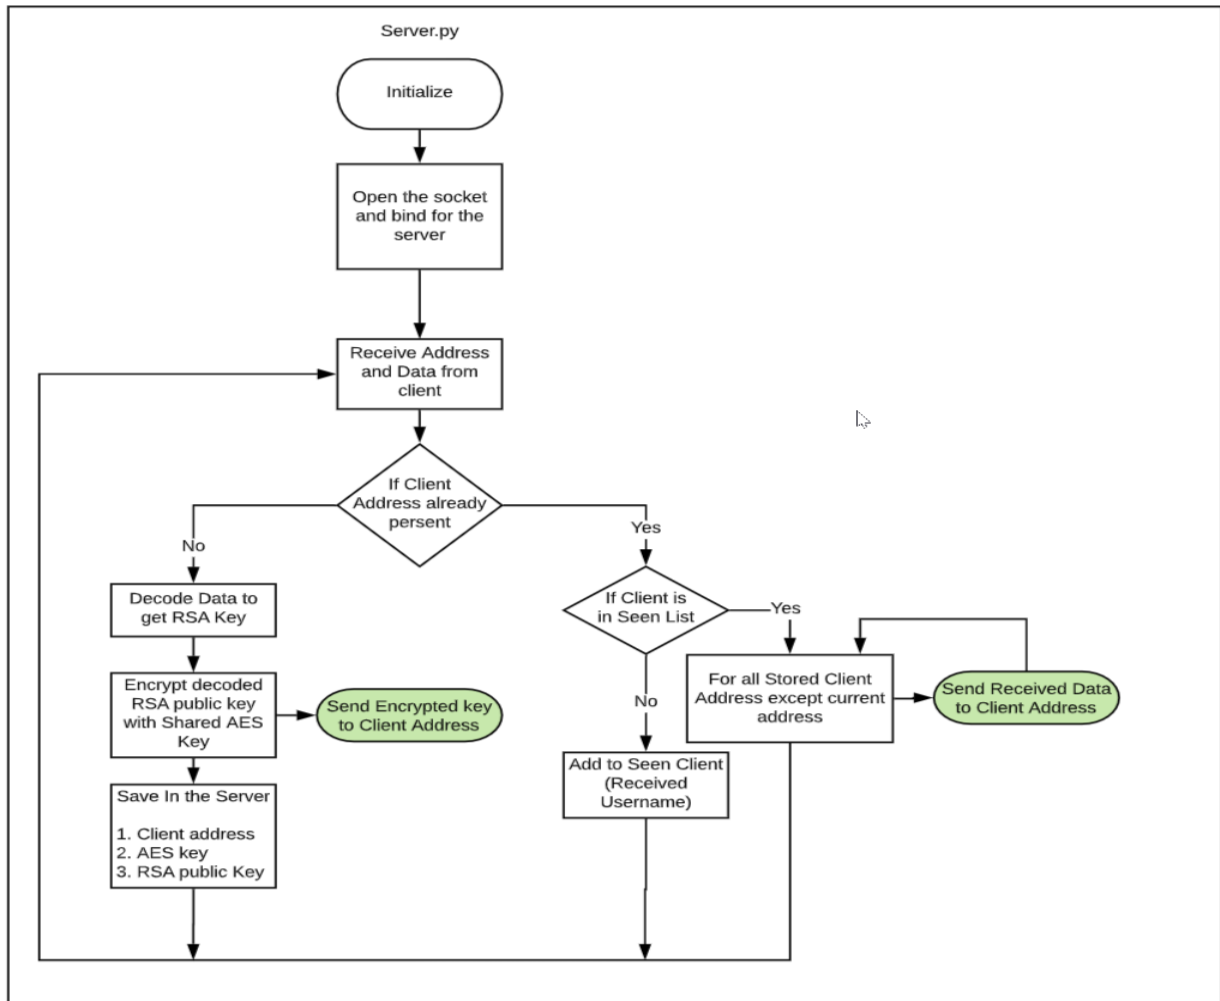 Server.py
Initialize
Open the socket
and bind for the
server
Receive Address
and Data from
client
If Client
Address already
persent
No
Yes
Decode Data to
get RSA Key
If Client is
in Seen List
Yes
No
Encrypt decoded
RSA public key
with Shared AES
Key
Send Encrypted key
to Client Address
For all Stored Client
Address except current
address
Send Received Data
to Client Address
Save In the Server
1. Client address
2. AES key
3. RSA public Key
Add to Seen Client
(Received
Username)